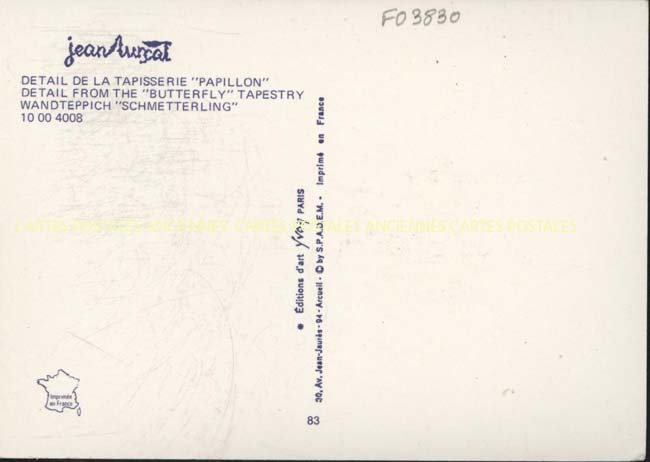 FO3830
jean Lurçat
DETAIL DE LA TAPISSERIE "PAPILLON"
DETAIL FROM THE "BUTTERFLY" TAPESTRY
WANDTEPPICH "SCHMETTERLING"
10 00 4008
CARTES POSTALES ANCIENNES CARTES POSTALES ANCIENNES CARTES POSTALES
Éditions d'art Yvon PARIS
30, Av. Jean-Jaurès - 94 - Arcueil - © by S.P.A.D.E.M. - Imprimé en France
Imprimée
en France
83